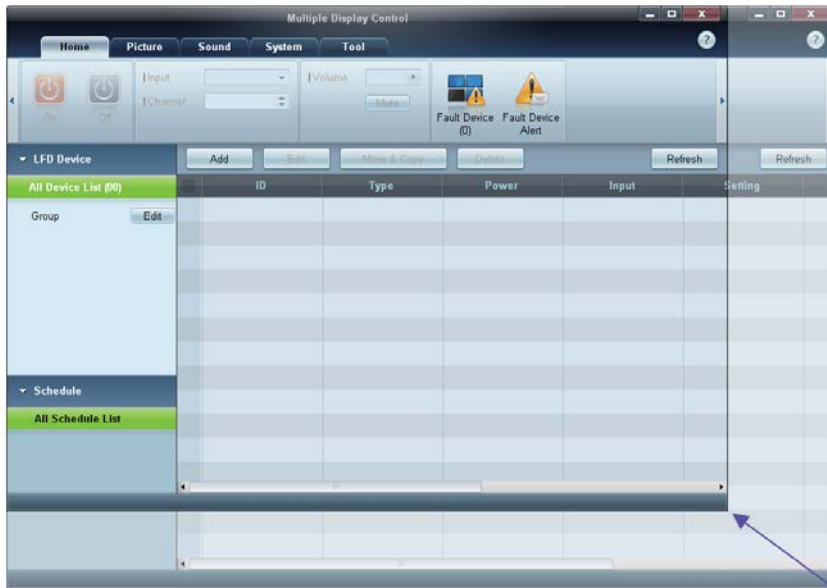 Multiple Display Control
Home Picture Sound System Tool
Input
Volume
Channel
Mute
On Off
Fault Device (0)
Fault Device Alert
LFD Device
Add Edit Move & Copy Delete Refresh Refresh
All Device List (00)
ID Type Power Input Setting
Group Edit
Schedule
All Schedule List